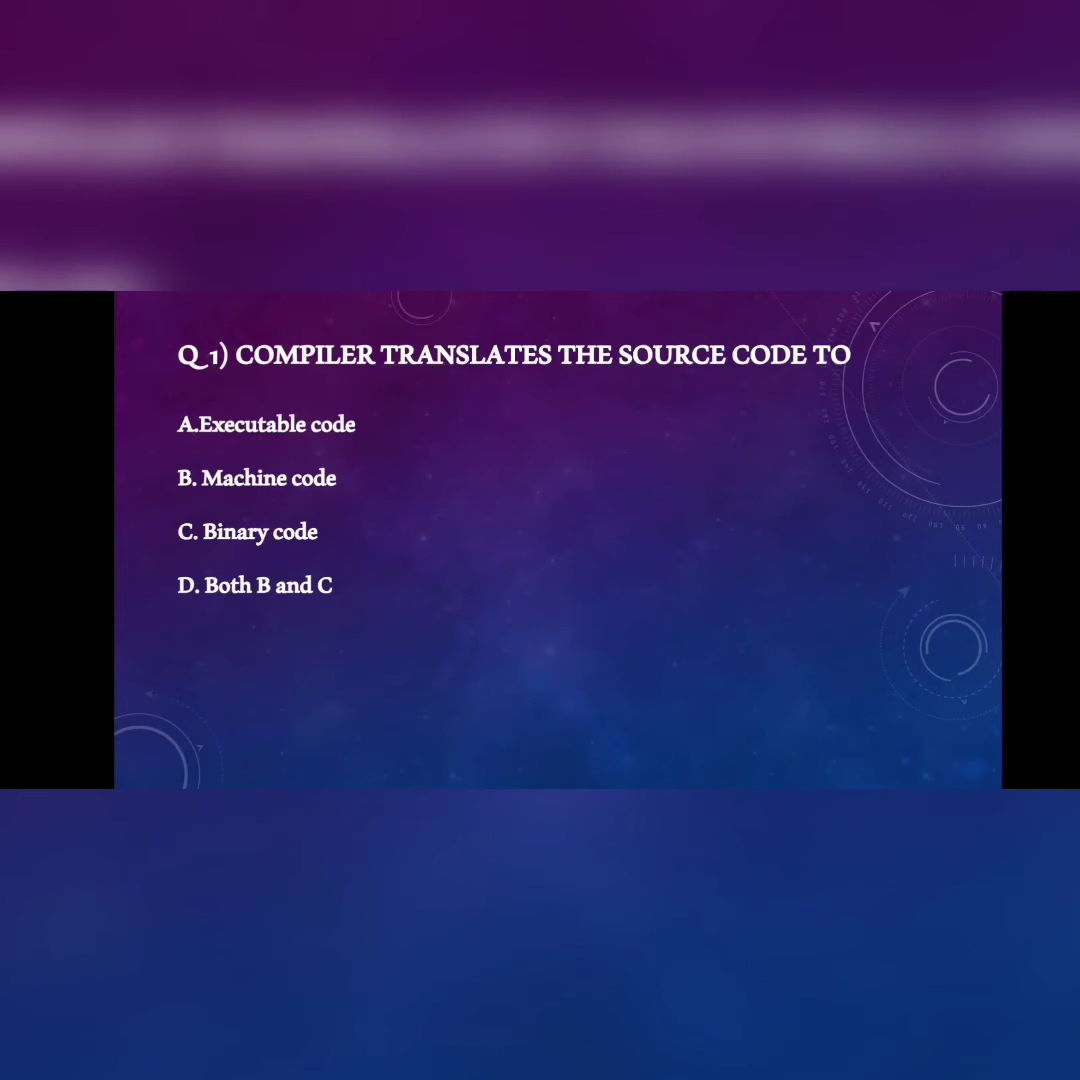 Q 1) COMPILER TRANSLATES THE SOURCE CODE TO
A.Executable code
B. Machine code
C. Binary code
D. Both B and C